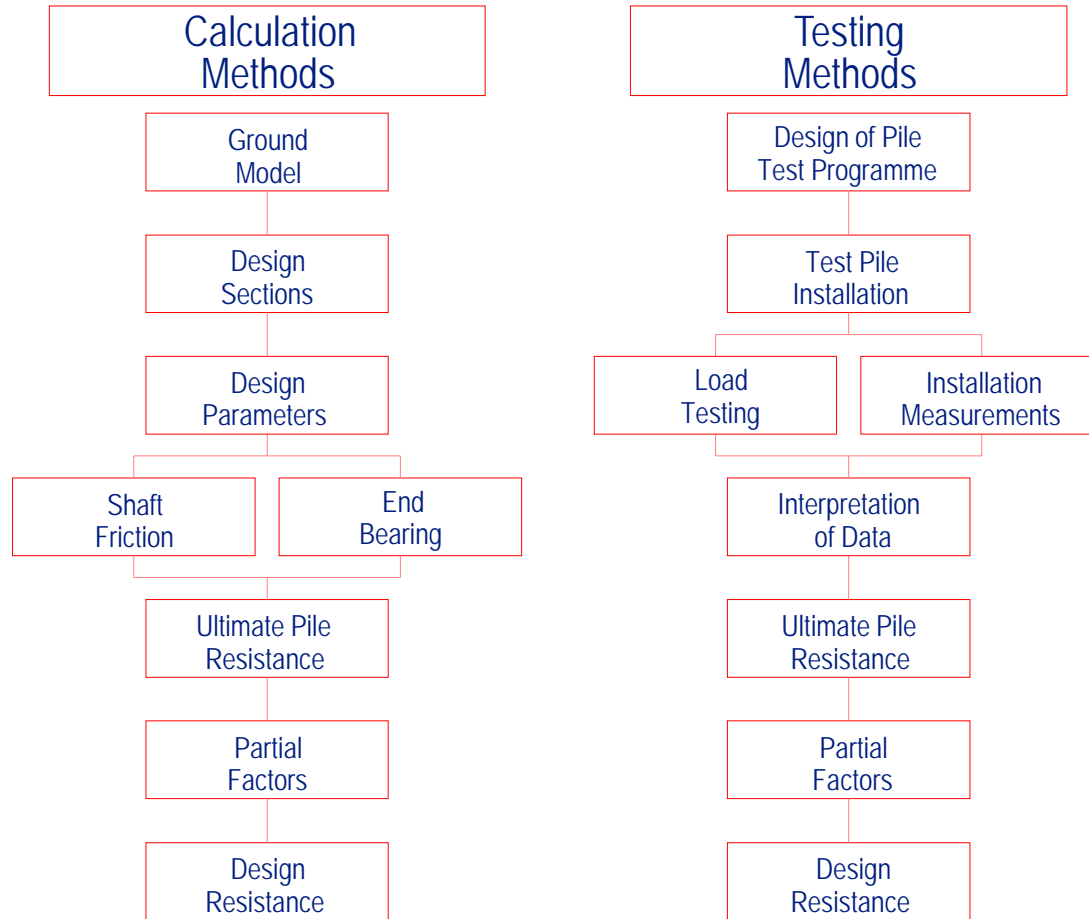 Calculation
Methods
Ground
Model
Design
Sections
Design
Parameters
Shaft
Friction
End
Bearing
Ultimate Pile
Resistance
Partial
Factors
Design
Resistance
Testing
Methods
Design of Pile
Test Programme
Test Pile
Installation
Load
Testing
Installation
Measurements
Interpretation
of Data
Ultimate Pile
Resistance
Partial
Factors
Design
Resistance